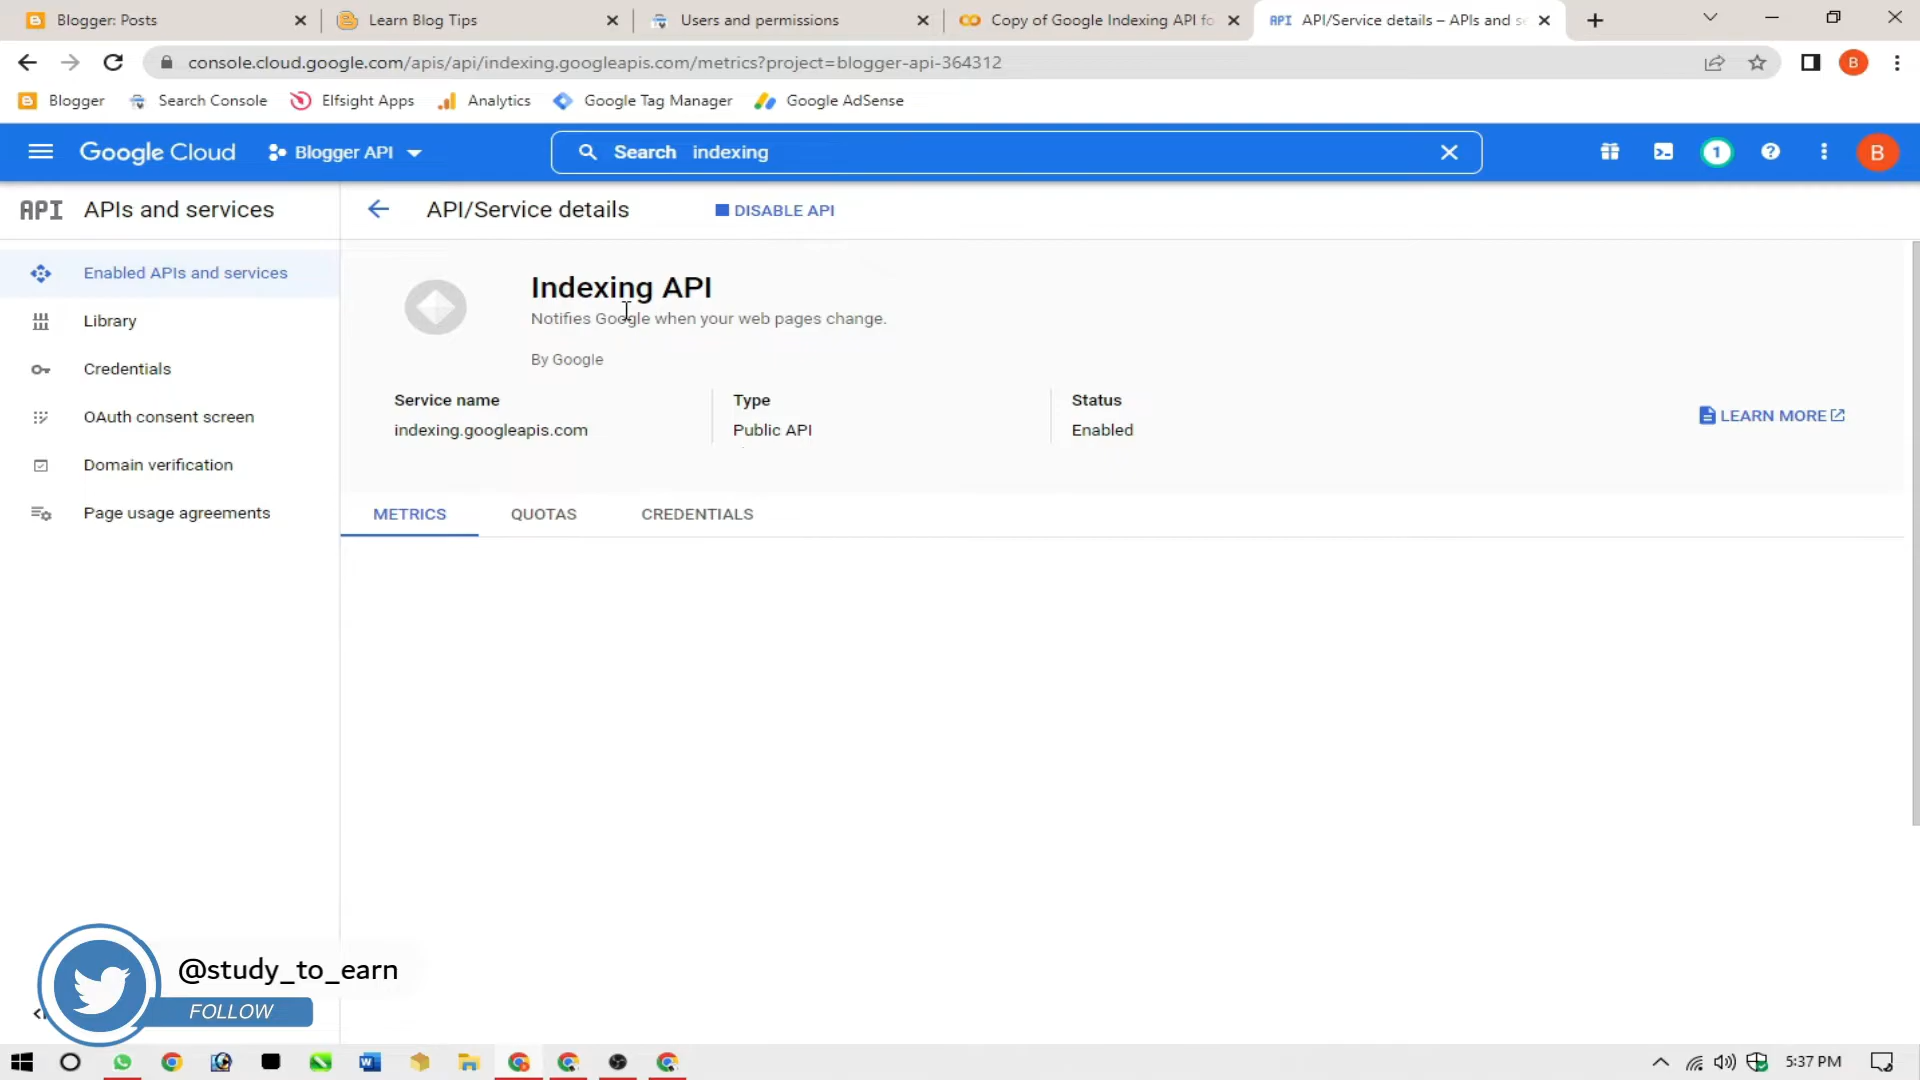 Blogger: Posts
Learn Blog Tips
Users and permissions
Copy of Google Indexing API fo
API API/Service details – APIs and se
console.cloud.google.com/apis/api/indexing.googleapis.com/metrics?project=blogger-api-364312
B
Blogger
Search Console
Elfsight Apps
Analytics
Google Tag Manager
Google AdSense
Google Cloud
Blogger API
Search indexing
1
B
API APIs and services
API/Service details
DISABLE API
Enabled APIs and services
Library
Credentials
OAuth consent screen
Domain verification
Page usage agreements
Indexing API
Notifies Google when your web pages change.
By Google
Service name
indexing.googleapis.com
Type
Public API
Status
Enabled
LEARN MORE
METRICS
QUOTAS
CREDENTIALS
@study_to_earn
FOLLOW
5:37 PM